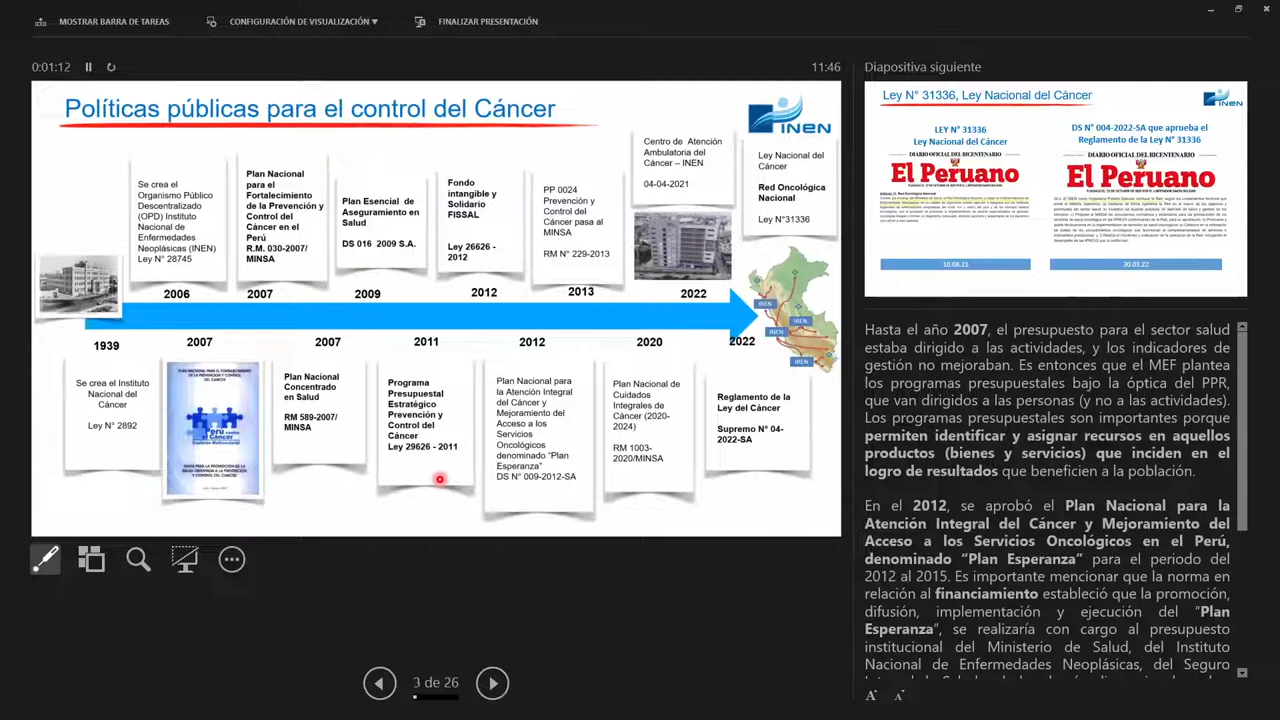 MOSTRAR BARRA DE TAREAS
CONFIGURACIÓN DE VISUALIZACIÓN ▼
FINALIZAR PRESENTACIÓN
0:01:12
11:46
Políticas públicas para el control del Cáncer
INEN
Se crea el
Organismo Público
Descentralizado
(OPD) Instituto
Nacional de
Enfermedades
Neoplásicas (INEN)
Ley N° 28745
Plan Nacional
para el
Fortalecimiento
de la Prevención y
Control del
Cáncer en el
Perú
R.M. 030-2007/
MINSA
Plan Esencial de
Aseguramiento en
Salud
DS 016 2009 S.A.
Fondo
intangible y
Solidario
FISSAL
Ley 26626 -
2012
PP 0024
Prevención y
Control del
Cáncer pasa al
MINSA
RM N° 229-2013
Centro de Atención
Ambulatoria del
Cáncer – INEN
04-04-2021
Ley Nacional del
Cáncer
Red Oncológica
Nacional
Ley N°31336
2006
2007
2009
2012
2013
2022
INEN
INEN
INEN
INEN
1939
2007
2007
2011
2012
2020
2022
Se crea el Instituto
Nacional del
Cáncer
Ley N° 2892
Perú
contra el
Cáncer
Plan Nacional
Concentrado
en Salud
RM 589-2007/
MINSA
Programa
Presupuestal
Estratégico
Prevención y
Control del
Cáncer
Ley 29626 - 2011
Plan Nacional para
la Atención Integral
del Cáncer y
Mejoramiento del
Acceso a los
Servicios
Oncológicos
denominado "Plan
Esperanza"
DS N° 009-2012-SA
Plan Nacional de
Cuidados
Integrales de
Cáncer (2020-
2024)
RM 1003-
2020/MINSA
Reglamento de la
Ley del Cáncer
Supremo N° 04-
2022-SA
3 de 26
Diapositiva siguiente
Ley N° 31336, Ley Nacional del Cáncer
INEN
LEY N° 31336
Ley Nacional del Cáncer
DIARIO OFICIAL DEL BICENTENARIO
El Peruano
10.08.21
DS N° 004-2022-SA que aprueba el
Reglamento de la Ley N° 31336
DIARIO OFICIAL DEL BICENTENARIO
El Peruano
30.03.22
Hasta el año 2007, el presupuesto para el sector salud
estaba dirigido a las actividades, y los indicadores de
gestión no mejoraban. Es entonces que el MEF plantea
los programas presupuestales bajo la óptica del PPR,
que van dirigidos a las personas (y no a las actividades).
Los programas presupuestales son importantes porque
permiten identificar y asignar recursos en aquellos
productos (bienes y servicios) que inciden en el
logro de resultados que beneficien a la población.
En el 2012, se aprobó el Plan Nacional para la
Atención Integral del Cáncer y Mejoramiento del
Acceso a los Servicios Oncológicos en el Perú,
denominado "Plan Esperanza" para el periodo del
2012 al 2015. Es importante mencionar que la norma en
relación al financiamiento estableció que la promoción,
difusión, implementación y ejecución del "Plan
Esperanza", se realizaría con cargo al presupuesto
institucional del Ministerio de Salud, del Instituto
Nacional de Enfermedades Neoplásicas, del Seguro